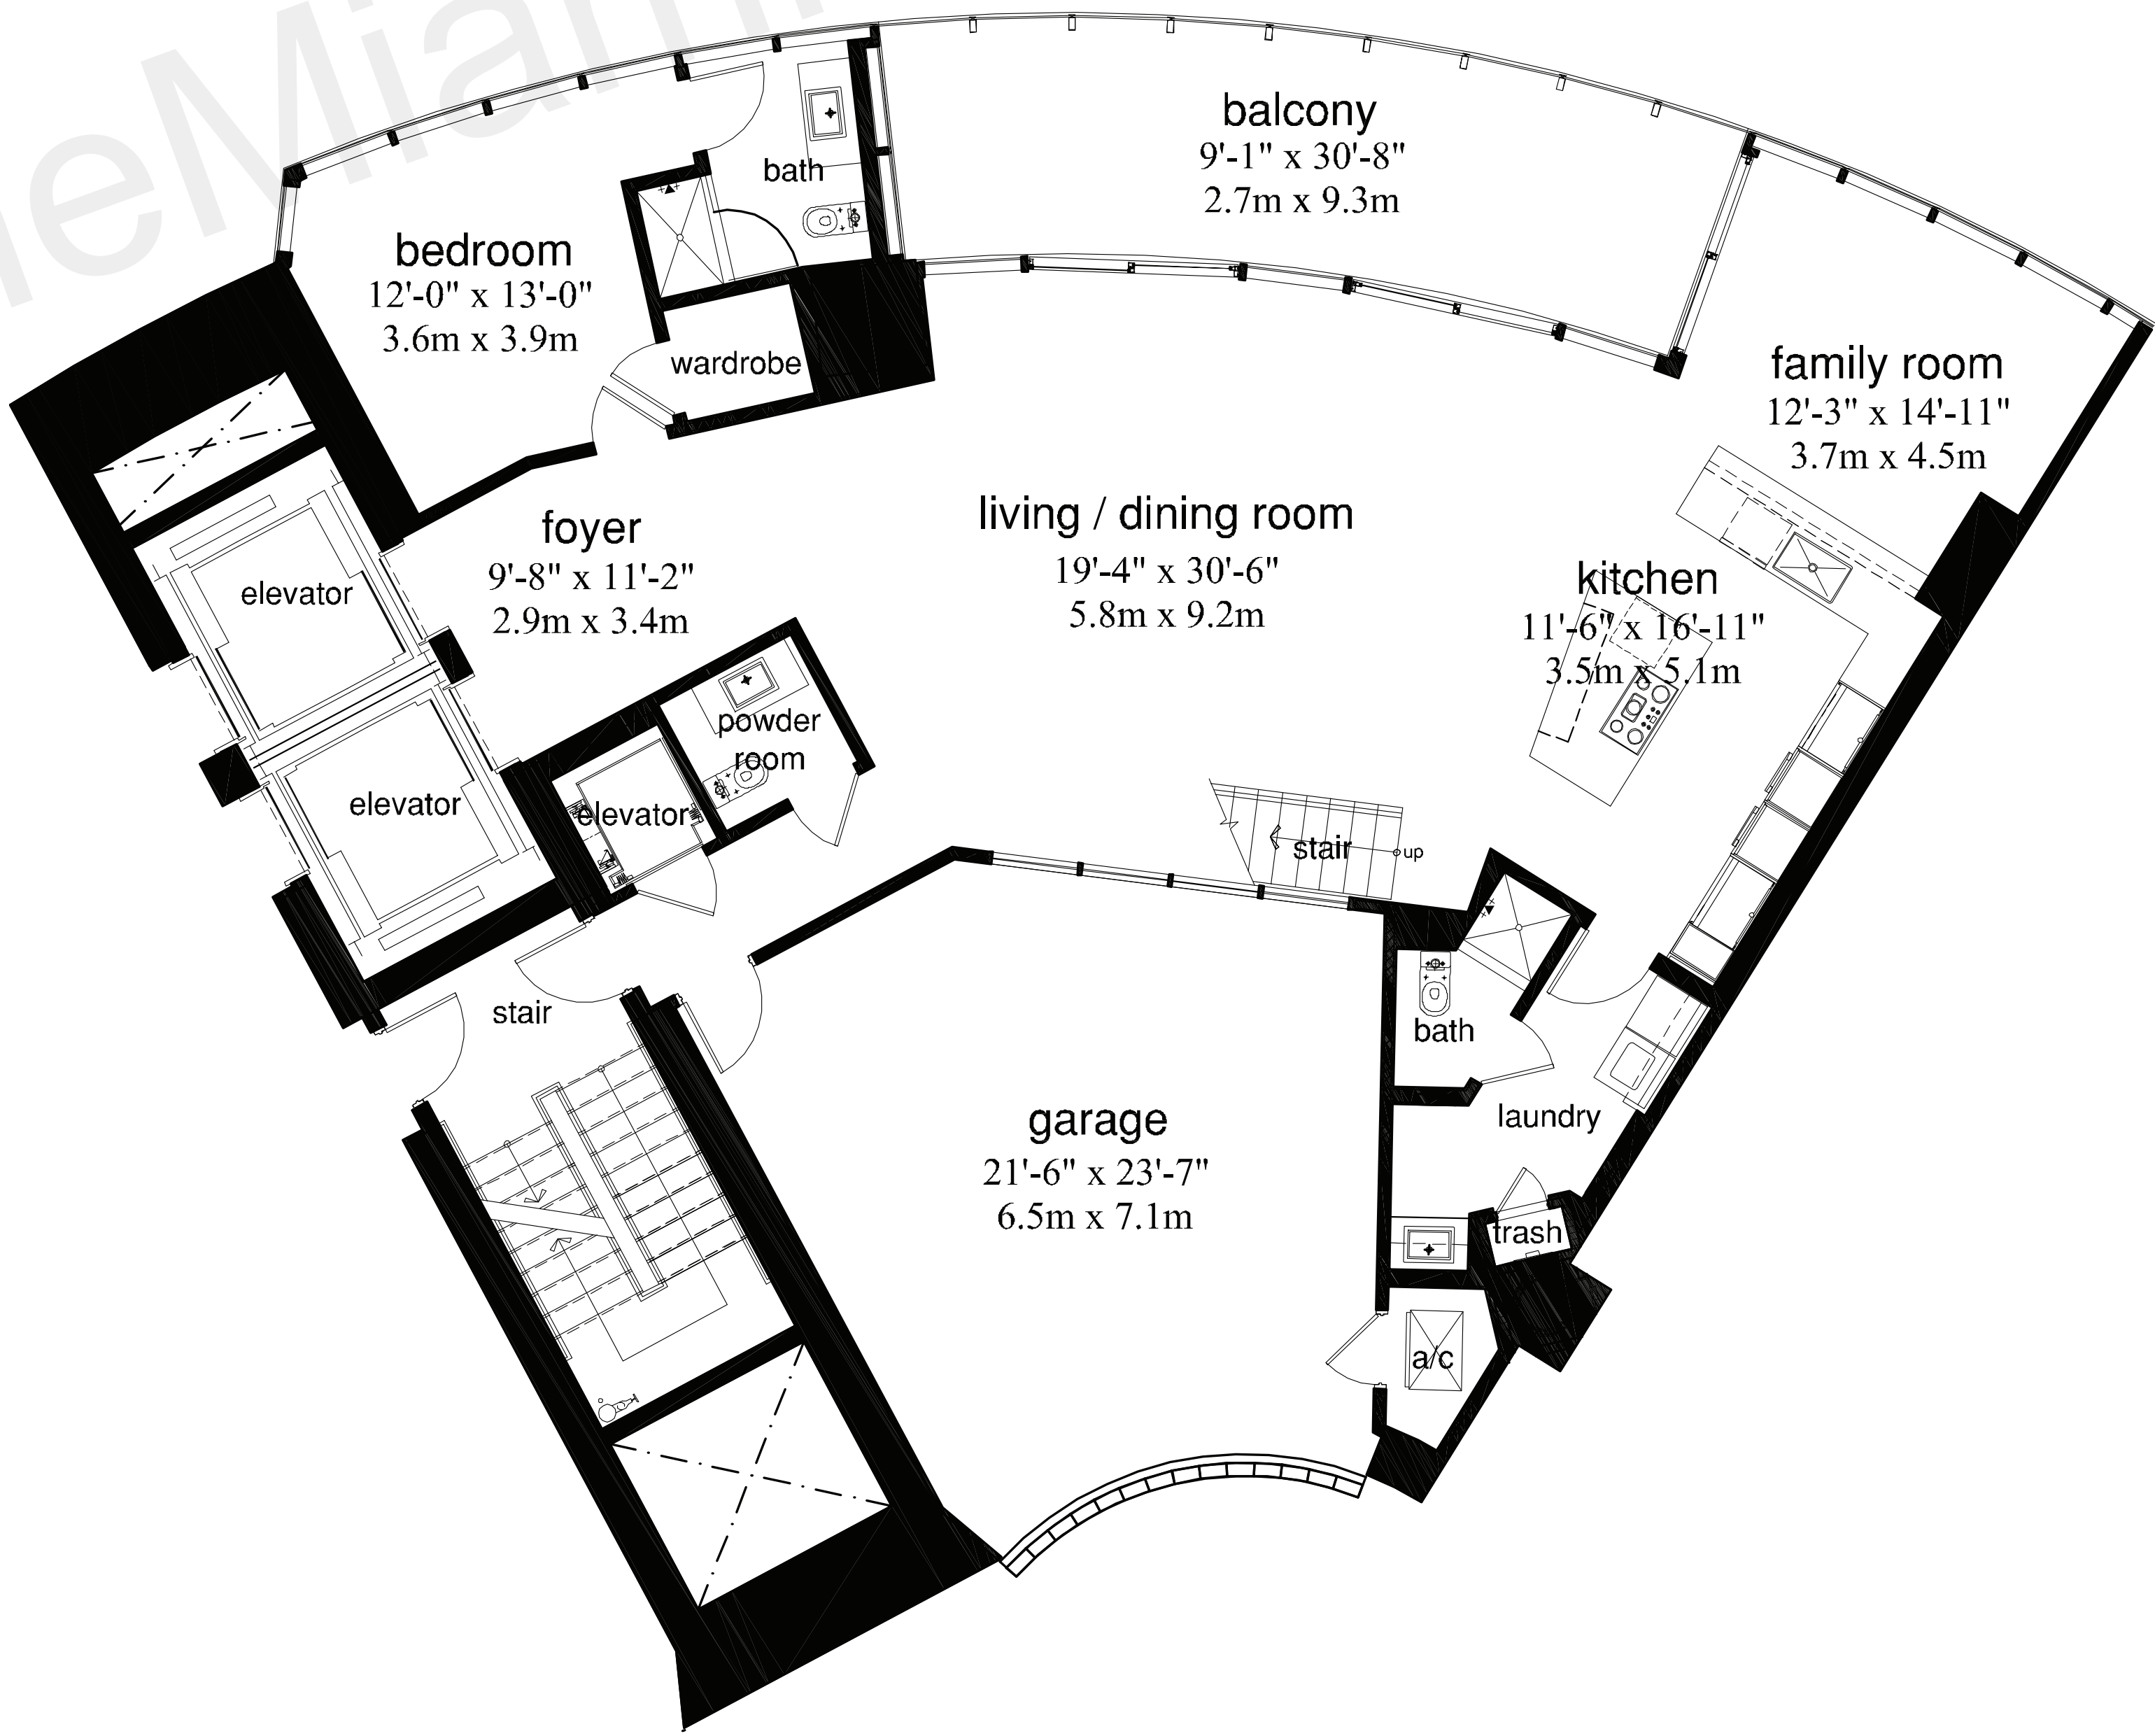 neMiami
balcony
9'-1" x 30'-8"
2.7m x 9.3m
bath
bedroom
12'-0" x 13'-0"
3.6m x 3.9m
wardrobe
family room
12'-3" x 14'-11"
3.7m x 4.5m
foyer
9'-8" x 11'-2"
2.9m x 3.4m
living / dining room
19'-4" x 30'-6"
5.8m x 9.2m
kitchen
11'-6" x 16'-11"
3.5m x 5.1m
elevator
powder
room
elevator
elevator
stair
up
stair
bath
garage
21'-6" x 23'-7"
6.5m x 7.1m
laundry
trash
a/c